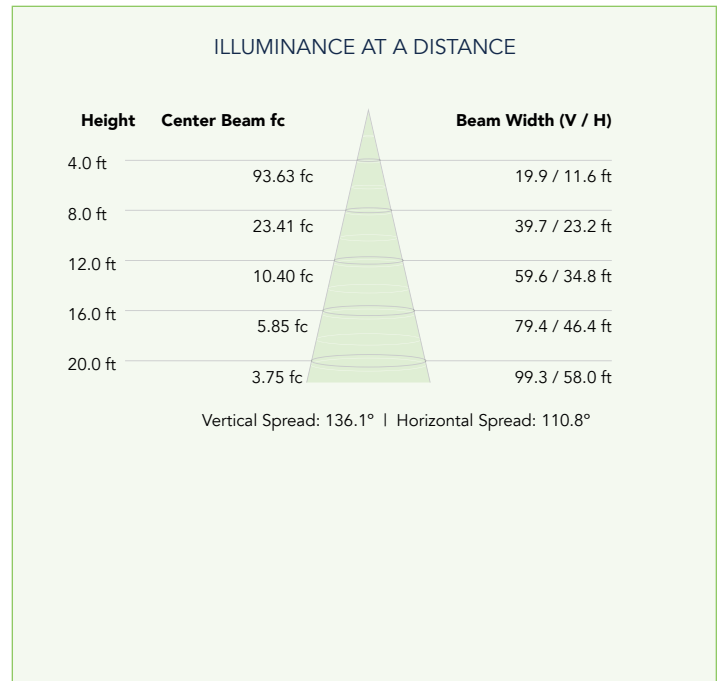 ILLUMINANCE AT A DISTANCE
Height Center Beam fc Beam Width (V / H)
4.0 ft
93.63 fc 19.9 / 11.6 ft
8.0 ft
23.41 fc 39.7 / 23.2 ft
12.0 ft
10.40 fc 59.6 / 34.8 ft
16.0 ft
5.85 fc 79.4 / 46.4 ft
20.0 ft
3.75 fc 99.3 / 58.0 ft
Vertical Spread: 136.1º | Horizontal Spread: 110.8º